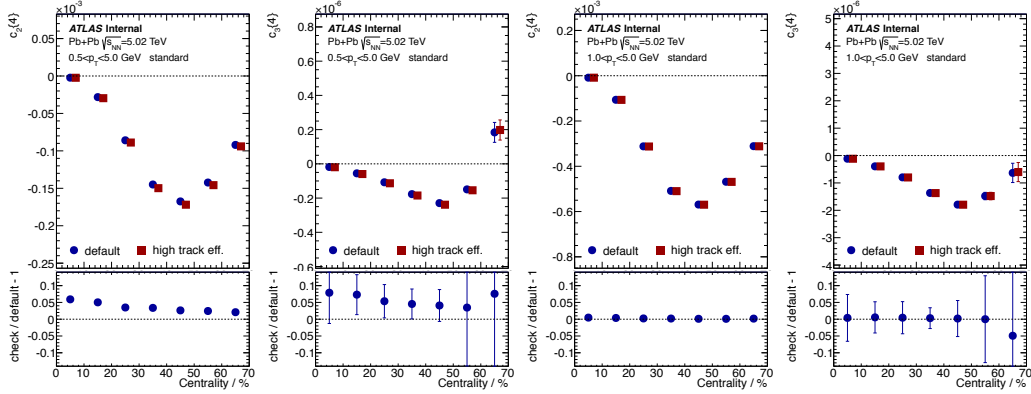 ×10⁻³
c₂{4}
ATLAS Internal
Pb+Pb √s_NN=5.02 TeV
0.5<p_T<5.0 GeV standard
0.05
0
-0.05
-0.1
-0.15
-0.2
-0.25
default
high track eff.
check / default - 1
0.1
0.05
0
-0.05
-0.1
0 10 20 30 40 50 60 70
Centrality / %
×10⁻⁶
c₃{4}
ATLAS Internal
Pb+Pb √s_NN=5.02 TeV
0.5<p_T<5.0 GeV standard
0.8
0.6
0.4
0.2
0
-0.2
-0.4
-0.6
default
high track eff.
check / default - 1
0.1
0.05
0
-0.05
-0.1
0 10 20 30 40 50 60 70
Centrality / %
×10⁻³
c₂{4}
ATLAS Internal
Pb+Pb √s_NN=5.02 TeV
1.0<p_T<5.0 GeV standard
0.2
0
-0.2
-0.4
-0.6
-0.8
default
high track eff.
check / default - 1
0.1
0.05
0
-0.05
-0.1
0 10 20 30 40 50 60 70
Centrality / %
×10⁻⁶
c₃{4}
ATLAS Internal
Pb+Pb √s_NN=5.02 TeV
1.0<p_T<5.0 GeV standard
5
4
3
2
1
0
-1
-2
-3
-4
default
high track eff.
check / default - 1
0.1
0.05
0
-0.05
-0.1
0 10 20 30 40 50 60 70
Centrality / %